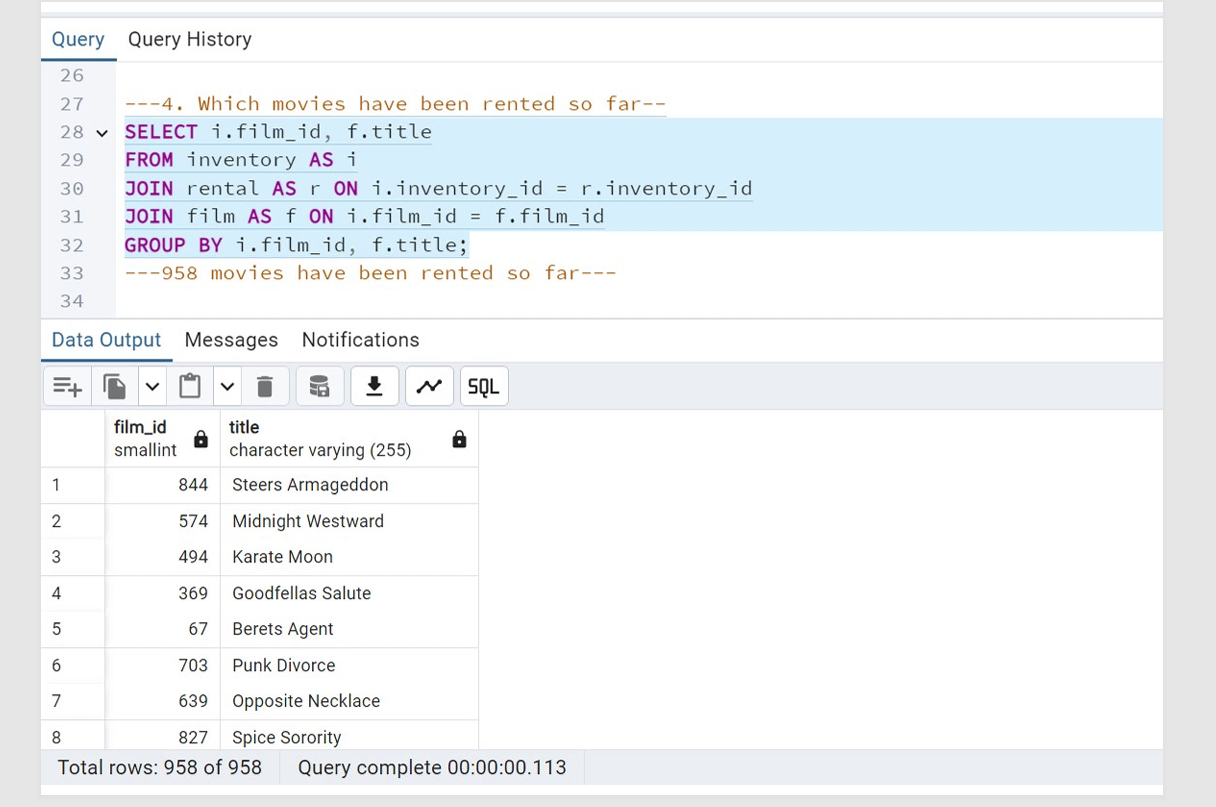 Query Query History
26
27 ---4. Which movies have been rented so far--
28 SELECT i.film_id, f.title
29 FROM inventory AS i
30 JOIN rental AS r ON i.inventory_id = r.inventory_id
31 JOIN film AS f ON i.film_id = f.film_id
32 GROUP BY i.film_id, f.title;
33 ---958 movies have been rented so far---
34
Data Output Messages Notifications
SQL
film_id title
smallint character varying (255)
1 844 Steers Armageddon
2 574 Midnight Westward
3 494 Karate Moon
4 369 Goodfellas Salute
5 67 Berets Agent
6 703 Punk Divorce
7 639 Opposite Necklace
8 827 Spice Sorority
Total rows: 958 of 958 Query complete 00:00:00.113